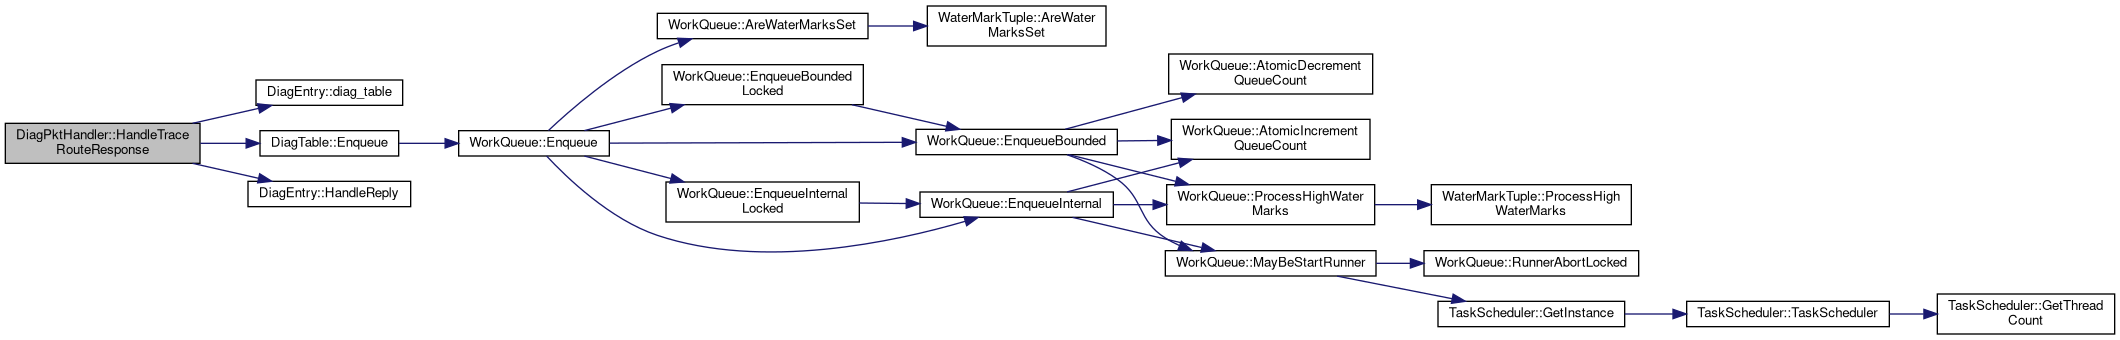 DiagPktHandler::HandleTrace
RouteResponse
DiagEntry::diag_table
DiagTable::Enqueue
DiagEntry::HandleReply
WorkQueue::Enqueue
WorkQueue::AreWaterMarksSet
WorkQueue::EnqueueBounded
Locked
WorkQueue::EnqueueInternal
Locked
WaterMarkTuple::AreWater
MarksSet
WorkQueue::EnqueueBounded
WorkQueue::EnqueueInternal
WorkQueue::AtomicDecrement
QueueCount
WorkQueue::AtomicIncrement
QueueCount
WorkQueue::ProcessHighWater
Marks
WorkQueue::MayBeStartRunner
WaterMarkTuple::ProcessHigh
WaterMarks
WorkQueue::RunnerAbortLocked
TaskScheduler::GetInstance
TaskScheduler::TaskScheduler
TaskScheduler::GetThread
Count